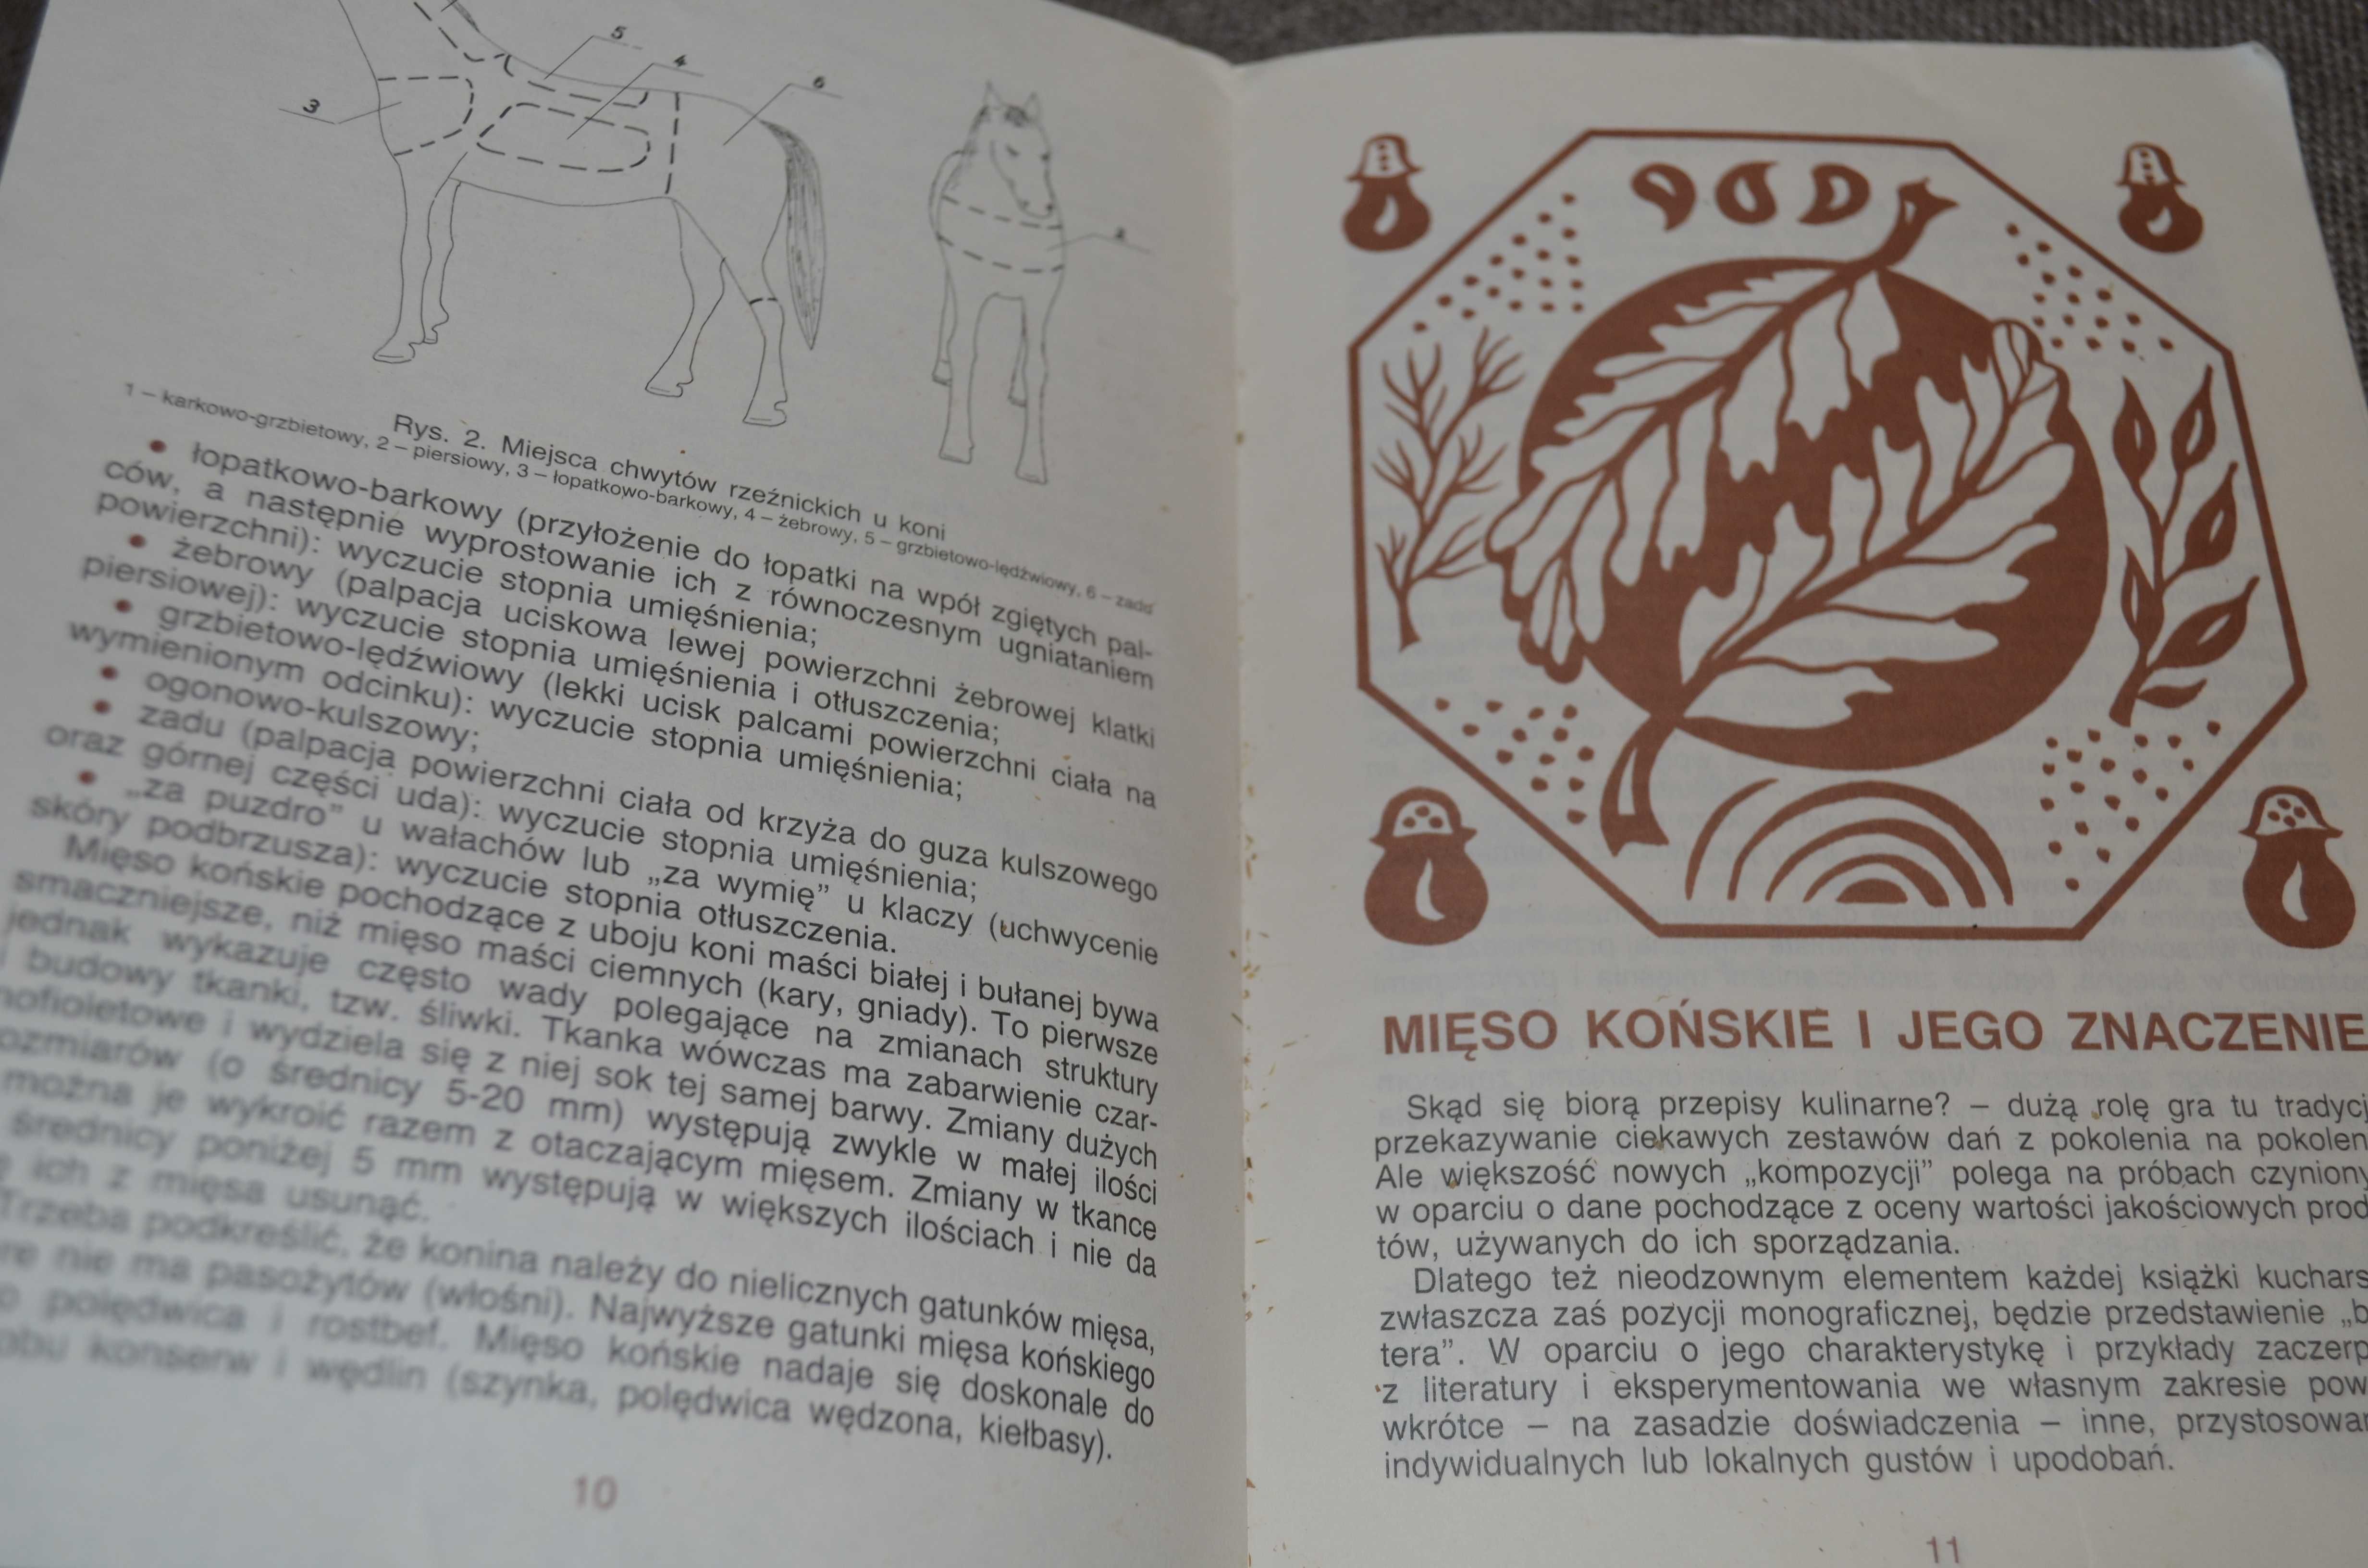 5
4
6
3
2
Rys. 2. Miejsca chwytów rzeźnickich u koni
1 – karkowo-grzbietowy, 2 – piersiowy, 3 – łopatkowo-barkowy, 4 – żebrowy, 5 – grzbietowo-lędźwiowy, 6 – zadu
• łopatkowo-barkowy (przyłożenie do łopatki na wpół zgiętych pal-
ców, a następnie wyprostowanie ich z równoczesnym ugniataniem
powierzchni): wyczucie stopnia umięśnienia;
• żebrowy (palpacja uciskowa lewej powierzchni żebrowej klatki
piersiowej): wyczucie stopnia umięśnienia i otłuszczenia;
• grzbietowo-lędźwiowy (lekki ucisk palcami powierzchni ciała na
wymienionym odcinku): wyczucie stopnia umięśnienia;
• ogonowo-kulszowy;
• zadu (palpacja powierzchni ciała od krzyża do guza kulszowego
oraz górnej części uda): wyczucie stopnia umięśnienia;
• „za puzdro” u wałachów lub „za wymię” u klaczy (uchwycenie
skóry podbrzusza): wyczucie stopnia otłuszczenia.
Mięso końskie pochodzące z uboju koni maści białej i bułanej bywa
smaczniejsze, niż mięso maści ciemnych (kary, gniady). To pierwsze
jednak wykazuje często wady polegające na zmianach struktury
i budowy tkanki, tzw. śliwki. Tkanka wówczas ma zabarwienie czar-
nofioletowe i wydziela się z niej sok tej samej barwy. Zmiany dużych
rozmiarów (o średnicy 5-20 mm) występują zwykle w małej ilości
można je wykroić razem z otaczającym mięsem. Zmiany w tkance
średnicy poniżej 5 mm występują w większych ilościach i nie da
ich z mięsa usunąć.
Trzeba podkreślić, że konina należy do nielicznych gatunków mięsa,
re nie ma pasożytów (włośni). Najwyższe gatunki mięsa końskiego
polędwica i rostbef. Mięso końskie nadaje się doskonale do
konserw i wędlin (szynka, polędwica wędzona, kiełbasy).
10
MIĘSO KOŃSKIE I JEGO ZNACZENIE
Skąd się biorą przepisy kulinarne? – dużą rolę gra tu tradycj
przekazywanie ciekawych zestawów dań z pokolenia na pokolen
Ale większość nowych „kompozycji” polega na próbach czyniony
w oparciu o dane pochodzące z oceny wartości jakościowych prod
tów, używanych do ich sporządzania.
Dlatego też nieodzownym elementem każdej książki kuchars
zwłaszcza zaś pozycji monograficznej, będzie przedstawienie „b
tera”. W oparciu o jego charakterystykę i przykłady zaczerp
z literatury i eksperymentowania we własnym zakresie pow
wkrótce – na zasadzie doświadczenia – inne, przystosowa
indywidualnych lub lokalnych gustów i upodobań.
11